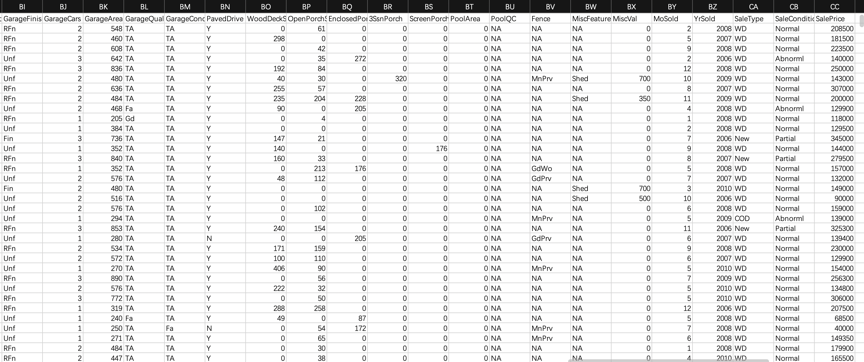 BI BJ BK BL BM BN BO BP BQ BR BS BT BU BV BW BX BY BZ CA CB CC
GarageFinis GarageCars GarageArea GarageQual GarageConc PavedDrive WoodDeckS OpenPorchS EnclosedPor 3SsnPorch ScreenPorch PoolArea PoolQC Fence MiscFeature MiscVal MoSold YrSold SaleType SaleConditic SalePrice
RFn 2 548 TA TA Y 0 61 0 0 0 0 NA NA NA 0 2 2008 WD Normal 208500
RFn 2 460 TA TA Y 298 0 0 0 0 0 NA NA NA 0 5 2007 WD Normal 181500
RFn 2 608 TA TA Y 0 42 0 0 0 0 NA NA NA 0 9 2008 WD Normal 223500
Unf 3 642 TA TA Y 0 35 272 0 0 0 NA NA NA 0 2 2006 WD Abnorml 140000
RFn 3 836 TA TA Y 192 84 0 0 0 0 NA NA NA 0 12 2008 WD Normal 250000
Unf 2 480 TA TA Y 40 30 0 320 0 0 NA MnPrv Shed 700 10 2009 WD Normal 143000
RFn 2 636 TA TA Y 255 57 0 0 0 0 NA NA NA 0 8 2007 WD Normal 307000
RFn 2 484 TA TA Y 235 204 228 0 0 0 NA NA Shed 350 11 2009 WD Normal 200000
Unf 2 468 Fa TA Y 90 0 205 0 0 0 NA NA NA 0 4 2008 WD Abnorml 129900
RFn 1 205 Gd TA Y 0 4 0 0 0 0 NA NA NA 0 1 2008 WD Normal 118000
Unf 1 384 TA TA Y 0 0 0 0 0 0 NA NA NA 0 2 2008 WD Normal 129500
Fin 3 736 TA TA Y 147 21 0 0 0 0 NA NA NA 0 7 2006 New Partial 345000
Unf 1 352 TA TA Y 140 0 0 0 176 0 NA NA NA 0 9 2008 WD Normal 144000
RFn 3 840 TA TA Y 160 33 0 0 0 0 NA NA NA 0 8 2007 New Partial 279500
RFn 1 352 TA TA Y 0 213 176 0 0 0 NA GdWo NA 0 5 2008 WD Normal 157000
Unf 2 576 TA TA Y 48 112 0 0 0 0 NA GdPrv NA 0 7 2007 WD Normal 132000
Fin 2 480 TA TA Y 0 0 0 0 0 0 NA NA Shed 700 3 2010 WD Normal 149000
Unf 2 516 TA TA Y 0 0 0 0 0 0 NA NA Shed 500 10 2006 WD Normal 90000
Unf 2 576 TA TA Y 0 102 0 0 0 0 NA NA NA 0 6 2008 WD Normal 159000
Unf 1 294 TA TA Y 0 0 0 0 0 0 NA MnPrv NA 0 5 2009 COD Abnorml 139000
RFn 3 853 TA TA Y 240 154 0 0 0 0 NA NA NA 0 11 2006 New Partial 325300
Unf 1 280 TA TA N 0 0 205 0 0 0 NA GdPrv NA 0 6 2007 WD Normal 139400
RFn 2 534 TA TA Y 171 159 0 0 0 0 NA NA NA 0 9 2008 WD Normal 230000
Unf 2 572 TA TA Y 100 110 0 0 0 0 NA NA NA 0 6 2007 WD Normal 129900
Unf 1 270 TA TA Y 406 90 0 0 0 0 NA MnPrv NA 0 5 2010 WD Normal 154000
RFn 3 890 TA TA Y 0 56 0 0 0 0 NA NA NA 0 7 2009 WD Normal 256300
Unf 2 576 TA TA Y 222 32 0 0 0 0 NA NA NA 0 5 2010 WD Normal 134800
RFn 3 772 TA TA Y 0 50 0 0 0 0 NA NA NA 0 5 2010 WD Normal 306000
RFn 1 319 TA TA Y 288 258 0 0 0 0 NA NA NA 0 12 2006 WD Normal 207500
Unf 1 240 Fa TA Y 49 0 87 0 0 0 NA NA NA 0 5 2008 WD Normal 68500
Unf 1 250 TA Fa N 0 54 172 0 0 0 NA MnPrv NA 0 7 2008 WD Normal 40000
Unf 1 271 TA TA Y 0 65 0 0 0 0 NA MnPrv NA 0 6 2008 WD Normal 149350
RFn 2 484 TA TA Y 0 30 0 0 0 0 NA NA NA 0 1 2008 WD Normal 179900
RFn 2 447 TA TA Y 0 38 0 0 0 0 NA NA NA 0 4 2010 WD Normal 165500